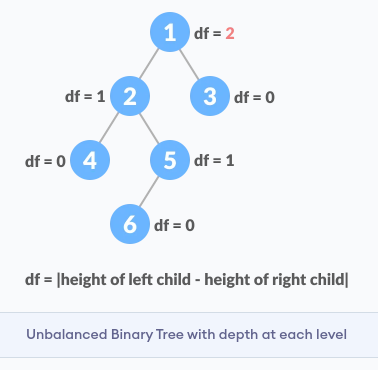 1 df = 2
df = 1 2 3 df = 0
df = 0 4 5 df = 1
6 df = 0
df = |height of left child - height of right child|
Unbalanced Binary Tree with depth at each level